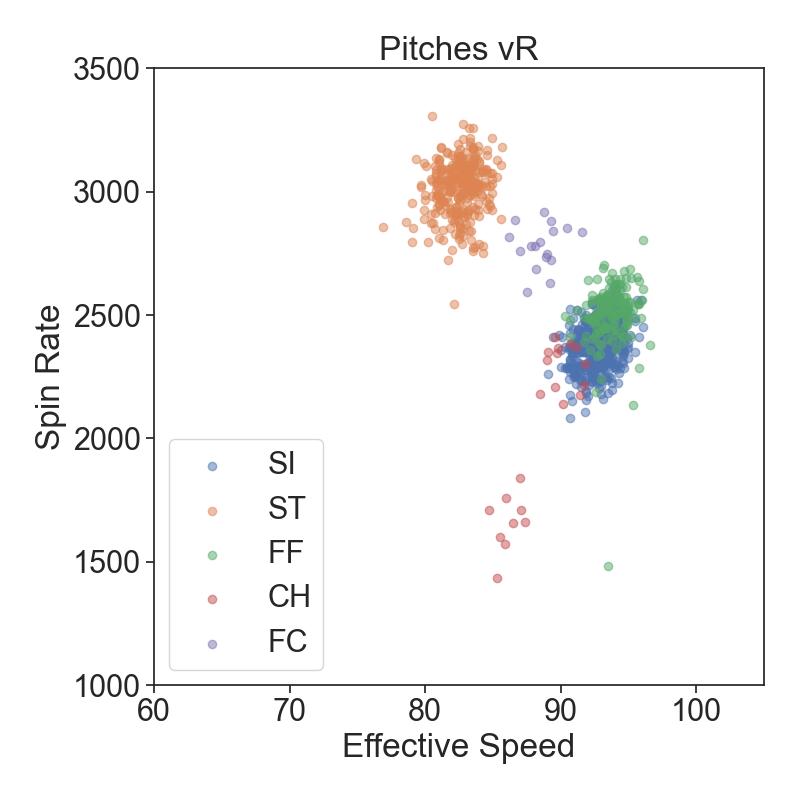 Pitches vR
3500
3000
2500
2000
1500
1000
Spin Rate
SI
ST
FF
CH
FC
60 70 80 90 100
Effective Speed